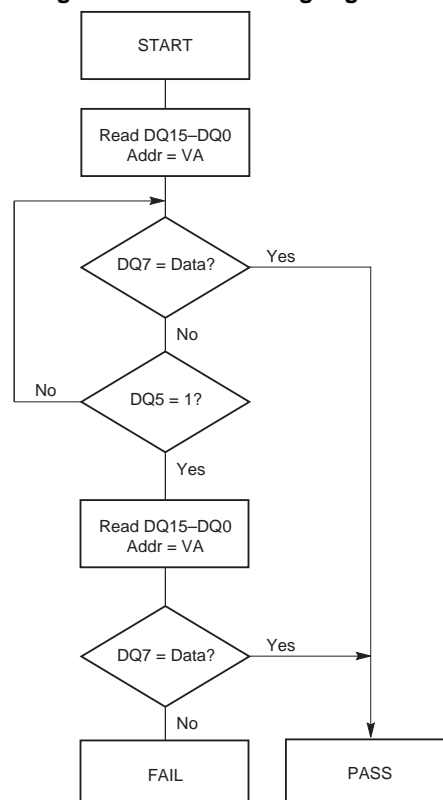 START
Read DQ15–DQ0
Addr = VA
DQ7 = Data?
Yes
No
No
DQ5 = 1?
Yes
Read DQ15–DQ0
Addr = VA
DQ7 = Data?
Yes
No
FAIL
PASS